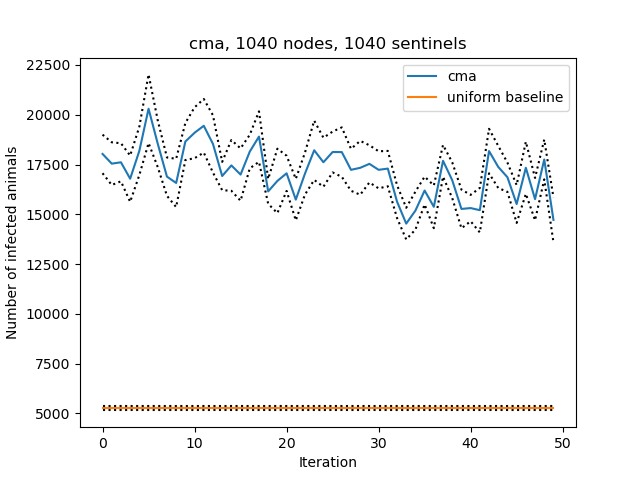 cma, 1040 nodes, 1040 sentinels
cma
uniform baseline
Number of infected animals
22500
20000
17500
15000
12500
10000
7500
5000
0 10 20 30 40 50
Iteration